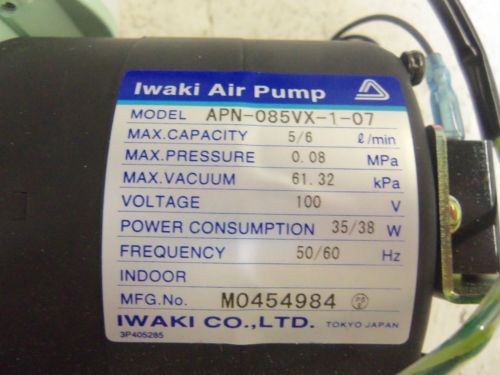 Iwaki Air Pump
MODEL APN-085VX-1-07
MAX.CAPACITY 5/6 ℓ/min
MAX.PRESSURE 0.08 MPa
MAX.VACUUM 61.32 kPa
VOLTAGE 100 V
POWER CONSUMPTION 35/38 W
FREQUENCY 50/60 Hz
INDOOR
MFG.No. M0454984
IWAKI CO.,LTD. TOKYO JAPAN
3P405285